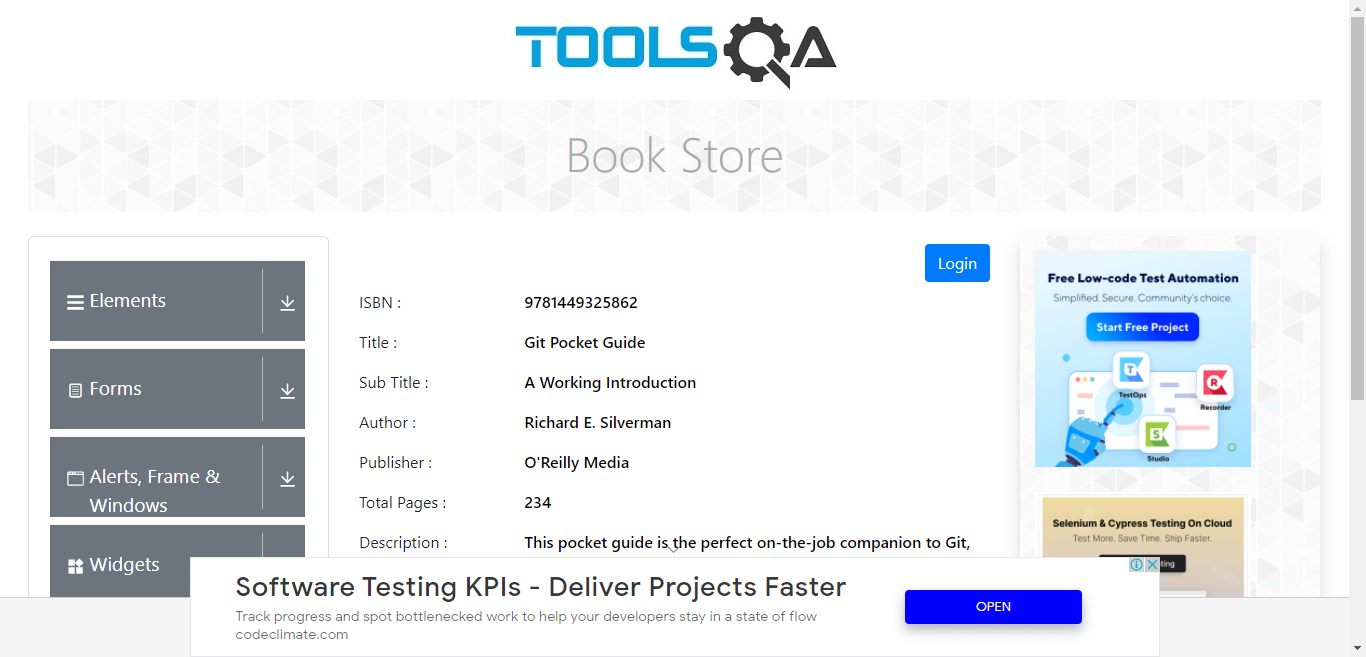 TOOLSQA
Book Store
Elements
Forms
Alerts, Frame &
Windows
Widgets
Login
ISBN :
9781449325862
Title :
Git Pocket Guide
Sub Title :
A Working Introduction
Author :
Richard E. Silverman
Publisher :
O'Reilly Media
Total Pages :
234
Description :
This pocket guide is the perfect on-the-job companion to Git,
Free Low-code Test Automation
Simplified. Secure. Community's choice.
Start Free Project
T
TestOps
R
Recorder
S
Studio
Selenium & Cypress Testing On Cloud
Test More. Save Time. Ship Faster.
Software Testing KPIs - Deliver Projects Faster
Track progress and spot bottlenecked work to help your developers stay in a state of flow
codeclimate.com
OPEN